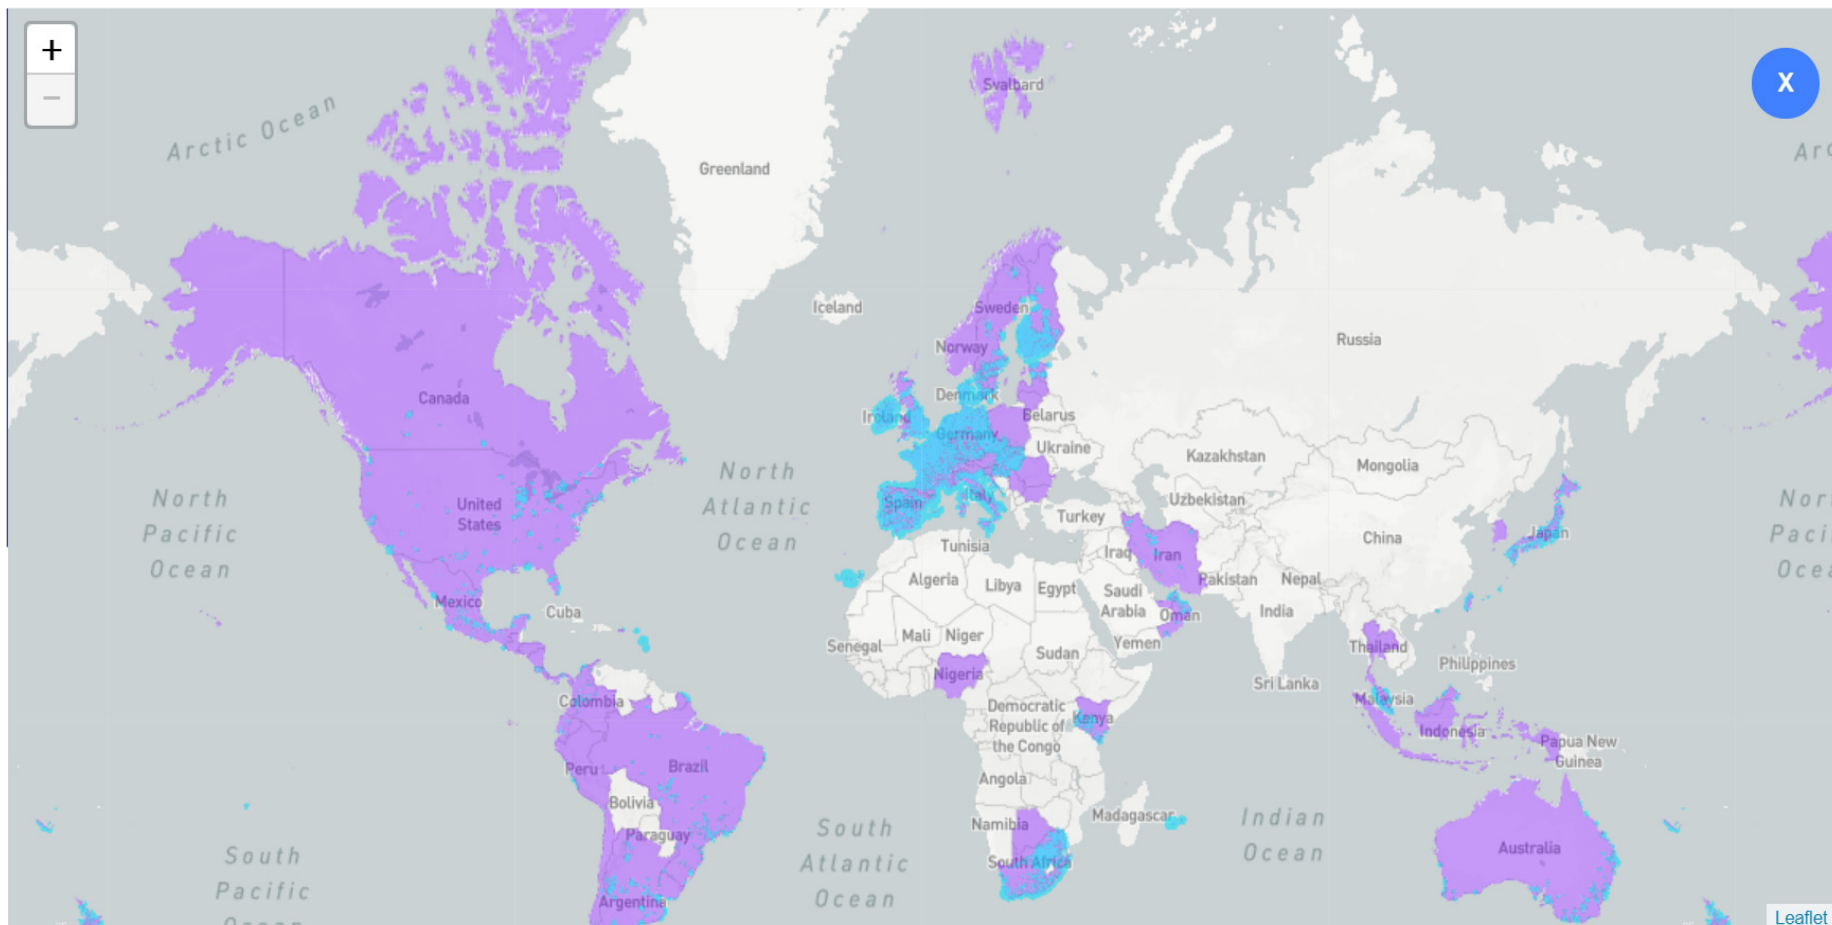 +
−
X
Arctic Ocean
Svalbard
Greenland
Iceland
Sweden
Norway
Russia
Denmark
Canada
Ireland
Belarus
Germany
Ukraine
Kazakhstan
Mongolia
North
Pacific
Ocean
United
States
North
Atlantic
Ocean
Spain
Italy
Uzbekistan
Turkey
Japan
China
Tunisia
Iraq
Iran
Algeria
Libya
Egypt
Saudi
Arabia
Pakistan
Nepal
India
Mexico
Cuba
Oman
Mali
Niger
Senegal
Yemen
Sudan
Thailand
Philippines
Nigeria
Sri Lanka
Colombia
Democratic
Republic of
the Congo
Kenya
Malaysia
Indonesia
Papua New
Guinea
Peru
Brazil
Angola
Bolivia
Madagascar
Namibia
Paraguay
South
Atlantic
Ocean
Indian
Ocean
South
Pacific
Ocean
South Africa
Australia
Argentina
Leaflet